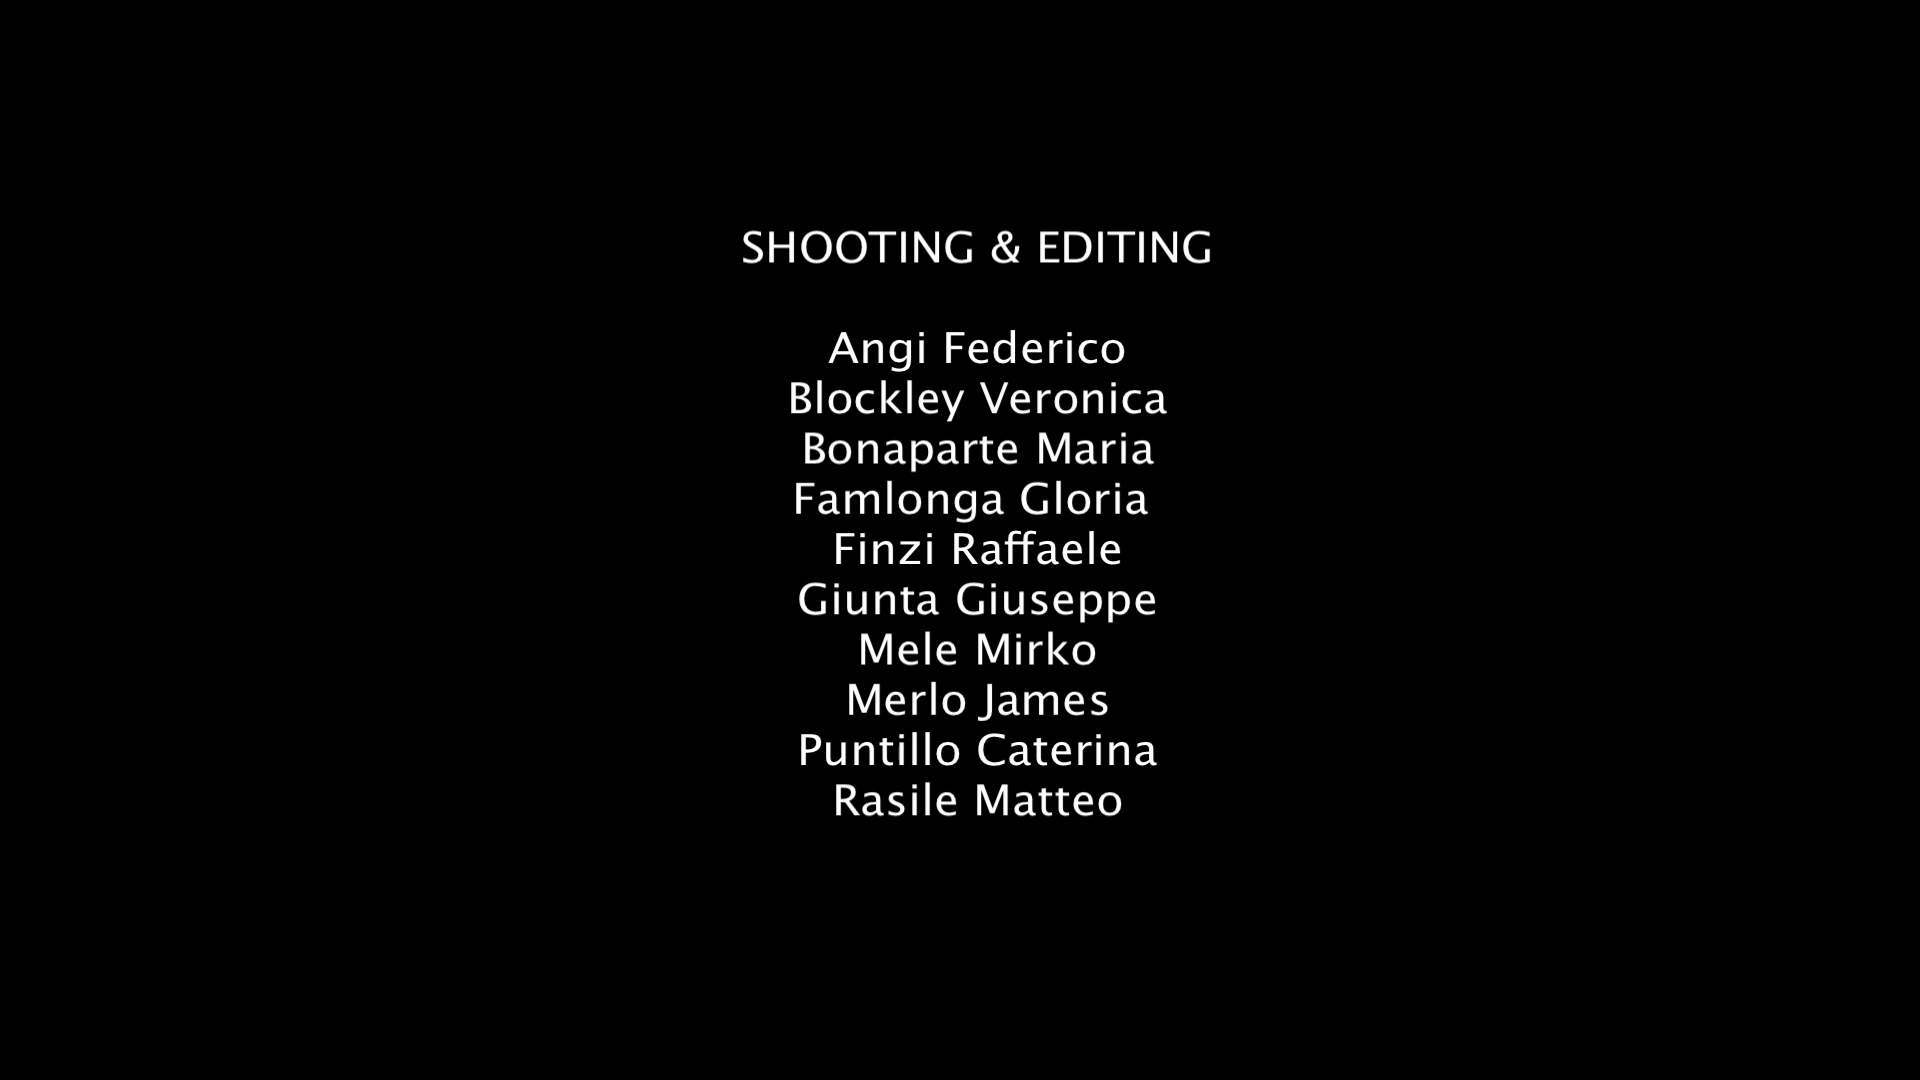 SHOOTING & EDITING
Angi Federico
Blockley Veronica
Bonaparte Maria
Famlonga Gloria
Finzi Raffaele
Giunta Giuseppe
Mele Mirko
Merlo James
Puntillo Caterina
Rasile Matteo